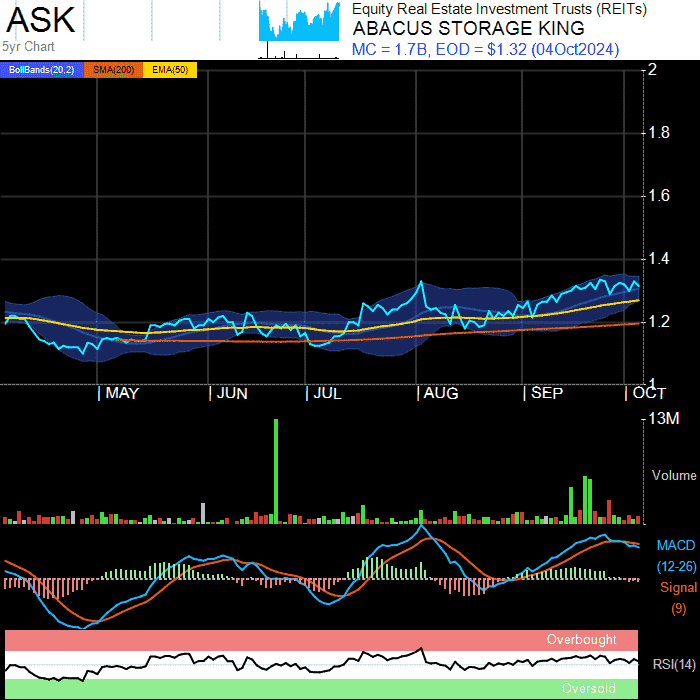 ASK
5yr Chart
Equity Real Estate Investment Trusts (REITs)
ABACUS STORAGE KING
MC = 1.7B, EOD = $1.32 (04Oct2024)
BollBands(20,2) SMA(200) EMA(50)
2
1.8
1.6
1.4
1.2
1
MAY JUN JUL AUG SEP OCT
13M
Volume
MACD
(12-26)
Signal
(9)
Overbought
RSI(14)
Oversold